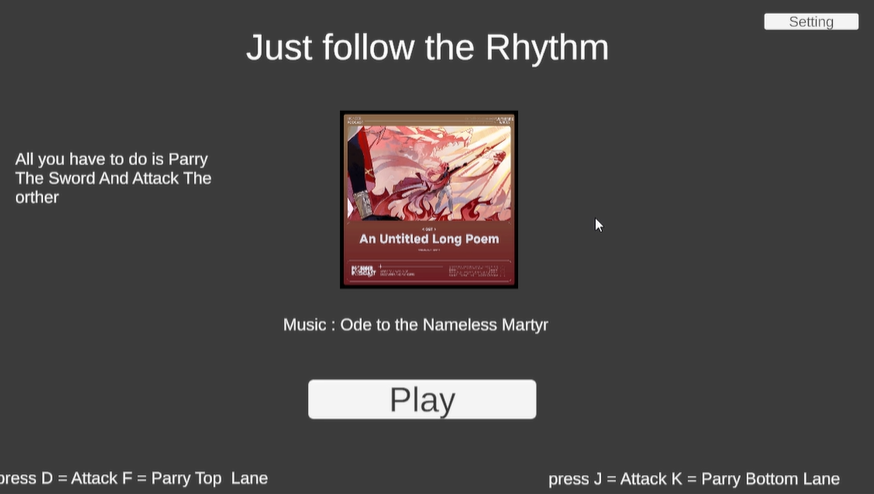 Setting
Just follow the Rhythm
All you have to do is Parry
The Sword And Attack The
orther
An Untitled Long Poem
Music : Ode to the Nameless Martyr
Play
press D = Attack F = Parry Top Lane
press J = Attack K = Parry Bottom Lane